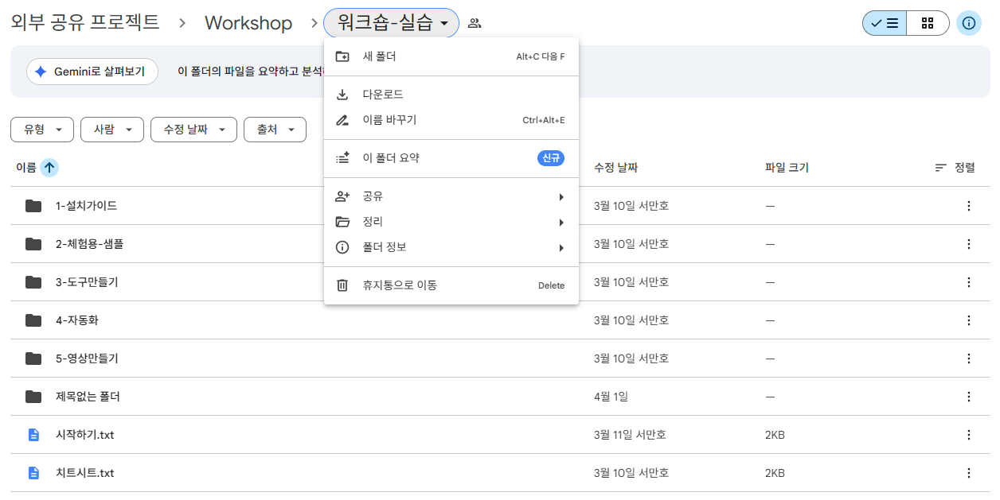 외부 공유 프로젝트 > Workshop > 워크숍-실습
새 폴더 Alt+C 다음 F
Gemini로 살펴보기 이 폴더의 파일을 요약하고
다운로드
이름 바꾸기 Ctrl+Alt+E
유형 사람 수정 날짜 출처
이 폴더 요약 신규
이름 수정 날짜 파일 크기 정렬
공유
1-설치가이드 3월 10일 서만호 —
정리
폴더 정보
2-체험용-샘플 3월 10일 서만호 —
3-도구만들기 3월 10일 서만호 —
휴지통으로 이동 Delete
4-자동화 3월 10일 서만호 —
5-영상만들기 3월 10일 서만호 —
제목없는 폴더 4월 1일 —
시작하기.txt 3월 11일 서만호 2KB
치트시트.txt 3월 10일 서만호 2KB